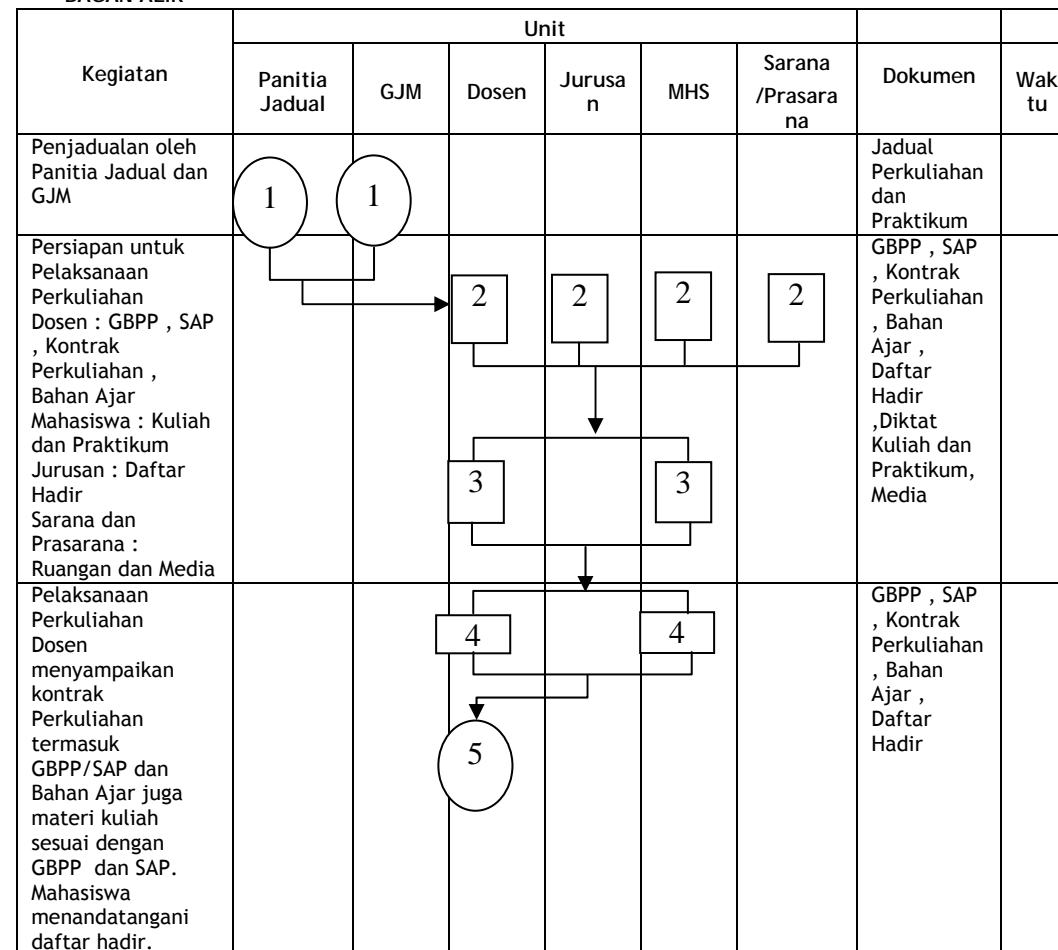 BAGAN ALIR
Unit
Kegiatan
Panitia
Jadual
GJM
Dosen
Jurusa
n
MHS
Sarana
/Prasara
na
Dokumen
Wak
tu
Penjadualan oleh
Panitia Jadual dan
GJM
1
1
Jadual
Perkuliahan
dan
Praktikum
Persiapan untuk
Pelaksanaan
Perkuliahan
Dosen : GBPP , SAP
, Kontrak
Perkuliahan ,
Bahan Ajar
Mahasiswa : Kuliah
dan Praktikum
Jurusan : Daftar
Hadir
Sarana dan
Prasarana :
Ruangan dan Media
2
2
2
2
3
3
GBPP , SAP
, Kontrak
Perkuliahan
, Bahan
Ajar ,
Daftar
Hadir
,Diktat
Kuliah dan
Praktikum,
Media
Pelaksanaan
Perkuliahan
Dosen
menyampaikan
kontrak
Perkuliahan
termasuk
GBPP/SAP dan
Bahan Ajar juga
materi kuliah
sesuai dengan
GBPP dan SAP.
Mahasiswa
menandatangani
daftar hadir.
4
4
5
GBPP , SAP
, Kontrak
Perkuliahan
, Bahan
Ajar ,
Daftar
Hadir